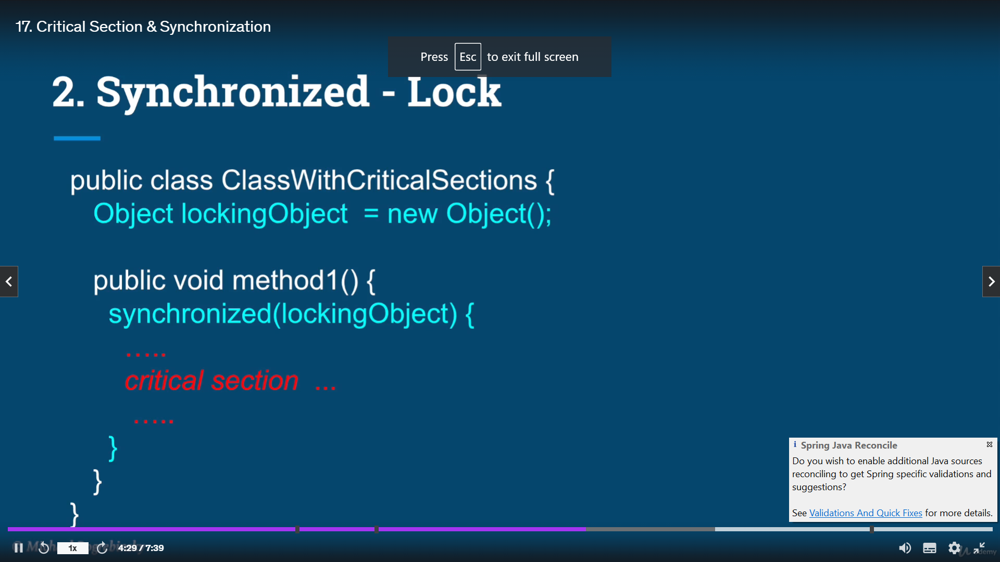 17. Critical Section & Synchronization
Press Esc to exit full screen
2. Synchronized - Lock
public class ClassWithCriticalSections {
Object lockingObject = new Object();
public void method1() {
synchronized(lockingObject) {
.....
critical section ...
.....
}
}
}
i Spring Java Reconcile
Do you wish to enable additional Java sources
reconciling to get Spring specific validations and
suggestions?
See Validations And Quick Fixes for more details.
1x
4:29 / 7:39